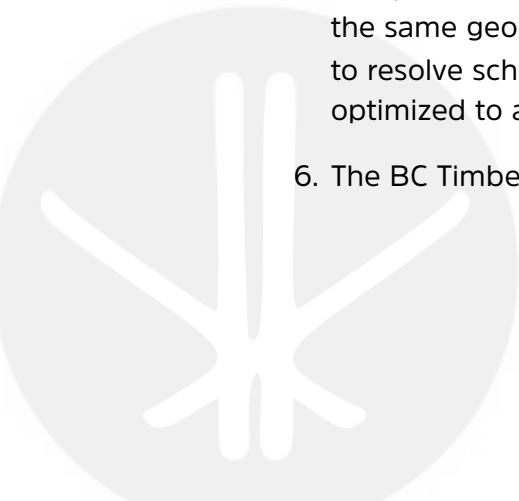 the same geo
to resolve sch
optimized to a
6. The BC Timbe